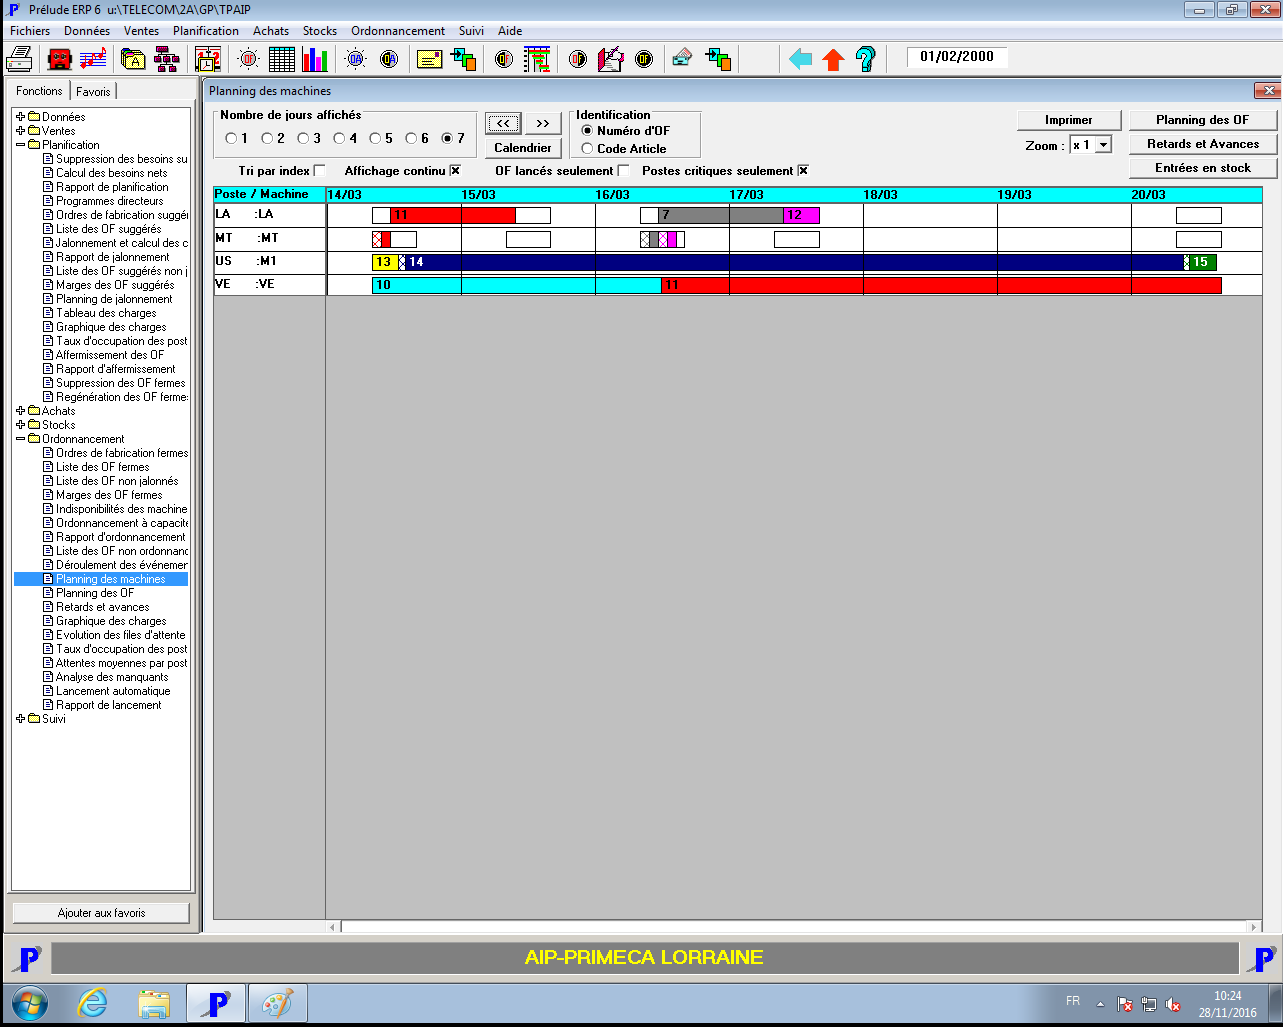 Prélude ERP 6 u:\TELECOM\2A\GP\TPAIP
Fichiers Données Ventes Planification Achats Stocks Ordonnancement Suivi Aide
01/02/2000
Fonctions Favoris
Données
Ventes
Planification
Suppression des besoins su
Calcul des besoins nets
Rapport de planification
Programmes directeurs
Ordres de fabrication suggér
Liste des OF suggérés
Jalonnement et calcul des c
Rapport de jalonnement
Liste des OF suggérés non j
Marges des OF suggérés
Planning de jalonnement
Tableau des charges
Graphique des charges
Taux d'occupation des post
Affermissement des OF
Rapport d'affermissement
Suppression des OF fermes
Regénération des OF ferme:
Achats
Stocks
Ordonnancement
Ordres de fabrication fermes
Liste des OF fermes
Liste des OF non jalonnés
Marges des OF fermes
Indisponibilités des machine
Ordonnancement à capacité
Rapport d'ordonnancement
Liste des OF non ordonnanc
Déroulement des événemer
Planning des machines
Planning des OF
Retards et avances
Graphique des charges
Evolution des files d'attente
Taux d'occupation des post
Attentes moyennes par post
Analyse des manquants
Lancement automatique
Rapport de lancement
Suivi
Ajouter aux favoris
Planning des machines
Nombre de jours affichés
1 2 3 4 5 6 7
<< >>
Calendrier
Identification
Numéro d'OF
Code Article
Imprimer
Zoom : x 1
Planning des OF
Retards et Avances
Entrées en stock
Tri par index Affichage continu OF lancés seulement Postes critiques seulement
Poste / Machine 14/03 15/03 16/03 17/03 18/03 19/03 20/03
LA :LA 11 7 12
MT :MT
US :M1 13 14 15
VE :VE 10 11
AIP-PRIMECA LORRAINE
FR
10:24
28/11/2016